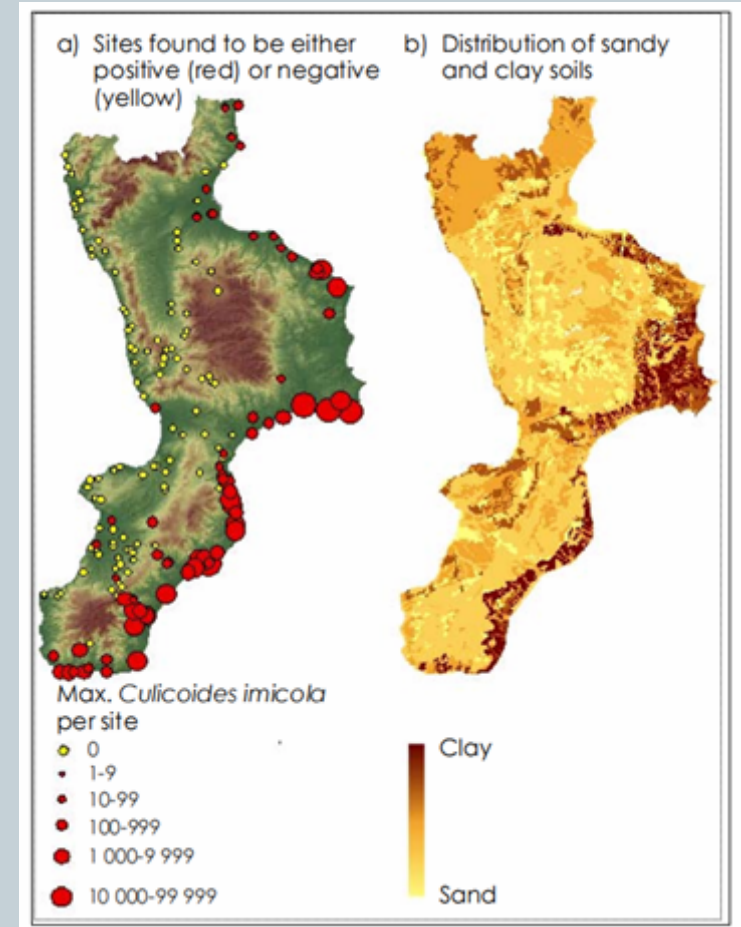 a) Sites found to be either
positive (red) or negative
(yellow)
b) Distribution of sandy
and clay soils
Max. Culicoides imicola
per site
0
1-9
10-99
100-999
1 000-9 999
10 000-99 999
Clay
Sand